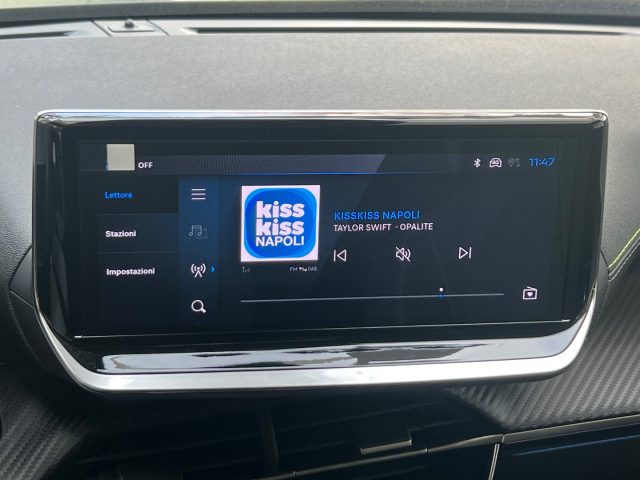 OFF
11:47
Lettore
Stazioni
Impostazioni
kiss
kiss
NAPOLI
KISSKISS NAPOLI
TAYLOR SWIFT · OPALITE
FM DAB